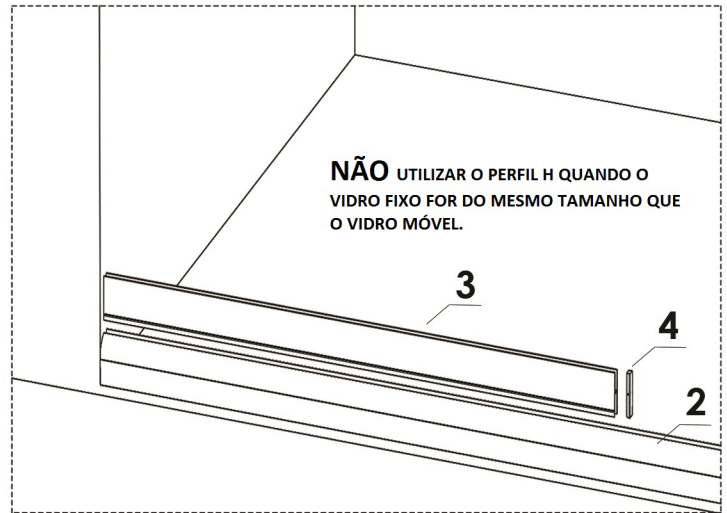 NÃO UTILIZAR O PERFIL H QUANDO O
VIDRO FIXO FOR DO MESMO TAMANHO QUE
O VIDRO MÓVEL.
3
4
2